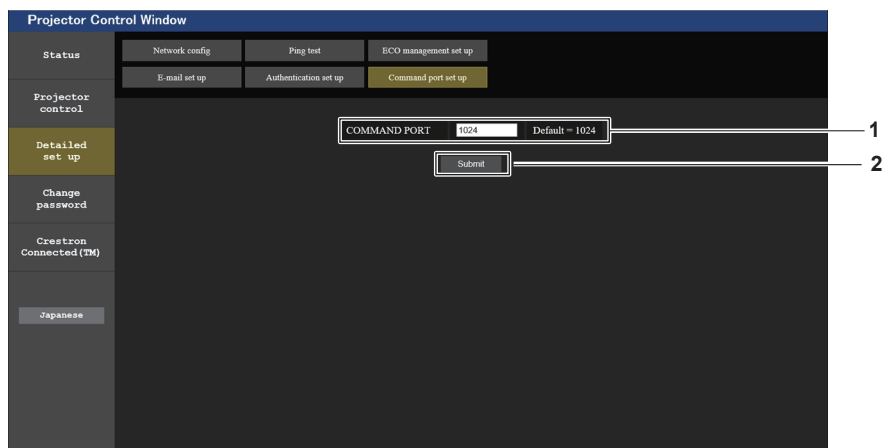 Projector Control Window
Status
Network config
Ping test
ECO management set up
E-mail set up
Authentication set up
Command port set up
Projector
control
COMMAND PORT 1024 Default = 1024
1
Detailed
set up
Submit
2
Change
password
Crestron
Connected(TM)
Japanese